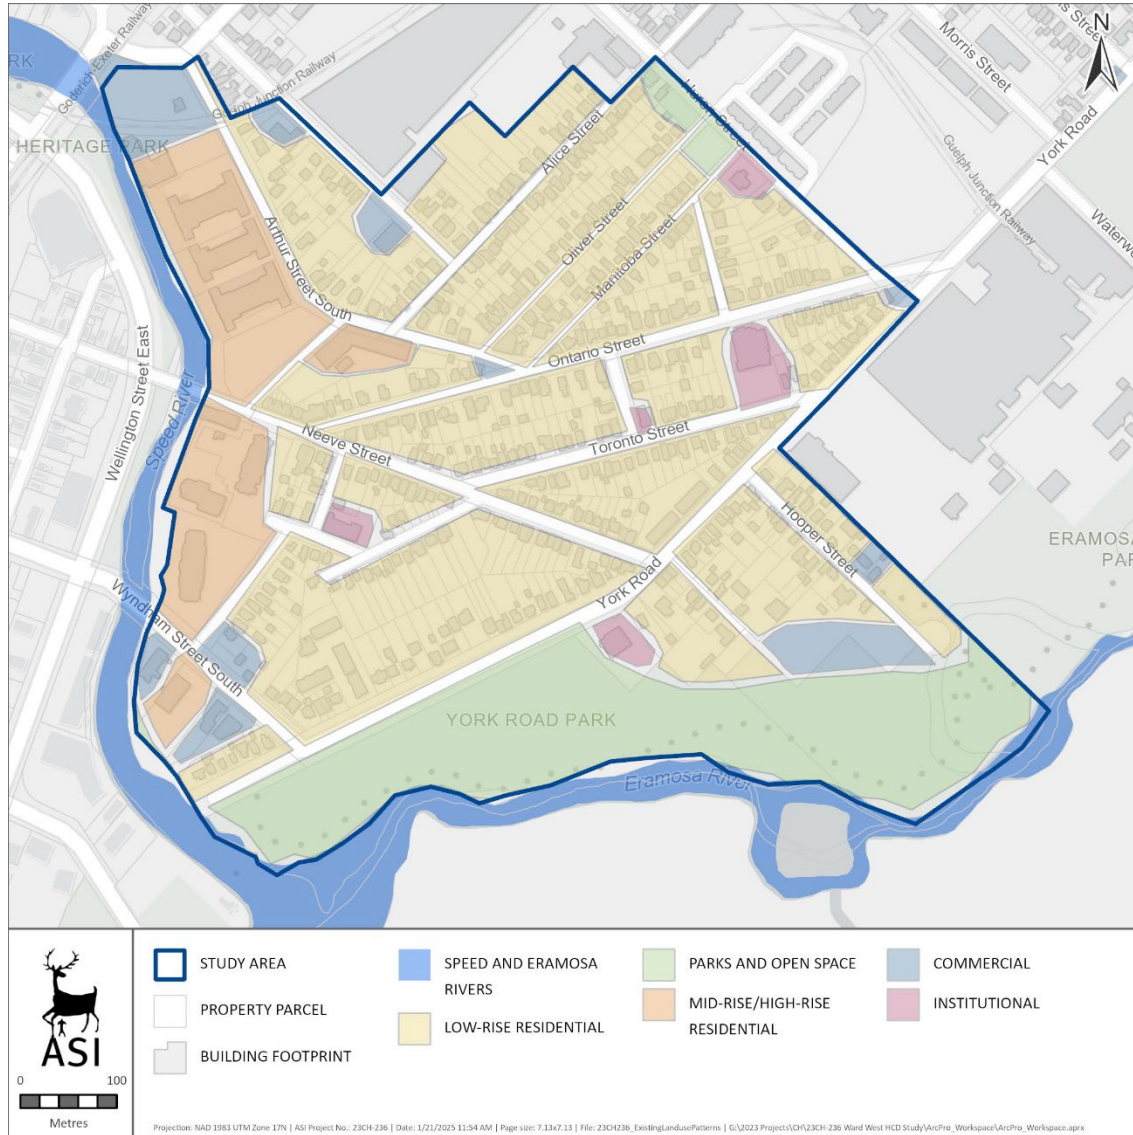 N
Goderich Exeter Railway
RK
HERITAGE PARK
Guelph Junction Railway
Huron Street
Morris Street
York Road
Guelph Junction Railway
Alice Street
Arthur Street South
Oliver Street
Manitoba Street
Ontario Street
Wellington Street East
Speed River
Neeve Street
Toronto Street
Hooper Street
ERAMOSA
PAR
York Road
Wyndham Street South
YORK ROAD PARK
Eramosa River
ASI
0 100
Metres
STUDY AREA
PROPERTY PARCEL
BUILDING FOOTPRINT
SPEED AND ERAMOSA
RIVERS
LOW-RISE RESIDENTIAL
PARKS AND OPEN SPACE
MID-RISE/HIGH-RISE
RESIDENTIAL
COMMERCIAL
INSTITUTIONAL
Projection: NAD 1983 UTM Zone 17N | ASI Project No.: 23CH-236 | Date: 1/21/2025 11:54 AM | Page size: 7.13x7.13 | File: 23CH236_ExistingLandusePatterns | G:\2023 Projects\CH\23CH-236 Ward West HCD Study\ArcPro_Workspace\ArcPro_Workspace.aprx